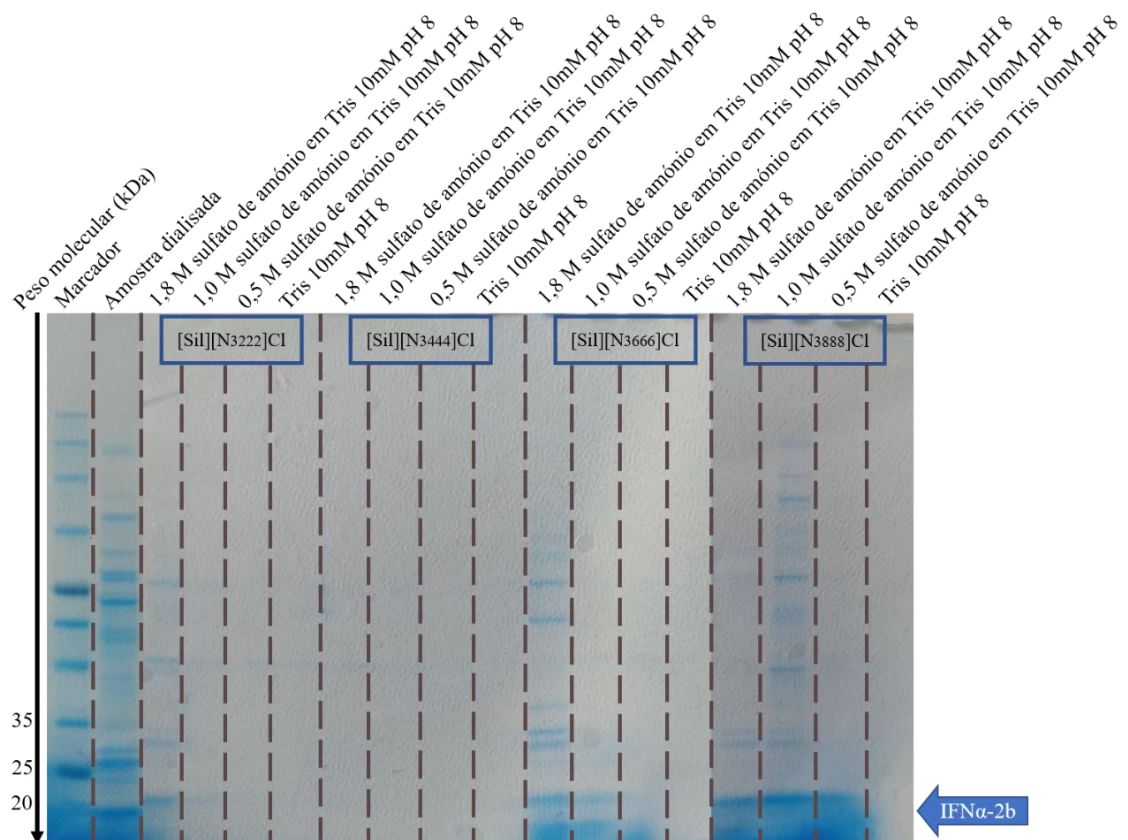 Peso molecular (kDa)
Marcador
Amostra dialisada
1,8 M sulfato de amónio em Tris 10mM pH 8
1,0 M sulfato de amónio em Tris 10mM pH 8
0,5 M sulfato de amónio em Tris 10mM pH 8
Tris 10mM pH 8
1,8 M sulfato de amónio em Tris 10mM pH 8
1,0 M sulfato de amónio em Tris 10mM pH 8
0,5 M sulfato de amónio em Tris 10mM pH 8
Tris 10mM pH 8
1,8 M sulfato de amónio em Tris 10mM pH 8
1,0 M sulfato de amónio em Tris 10mM pH 8
0,5 M sulfato de amónio em Tris 10mM pH 8
Tris 10mM pH 8
1,8 M sulfato de amónio em Tris 10mM pH 8
1,0 M sulfato de amónio em Tris 10mM pH 8
0,5 M sulfato de amónio em Tris 10mM pH 8
Tris 10mM pH 8
[Sil][N3222]Cl
[Sil][N3444]Cl
[Sil][N3666]Cl
[Sil][N3888]Cl
35
25
20
IFNα-2b